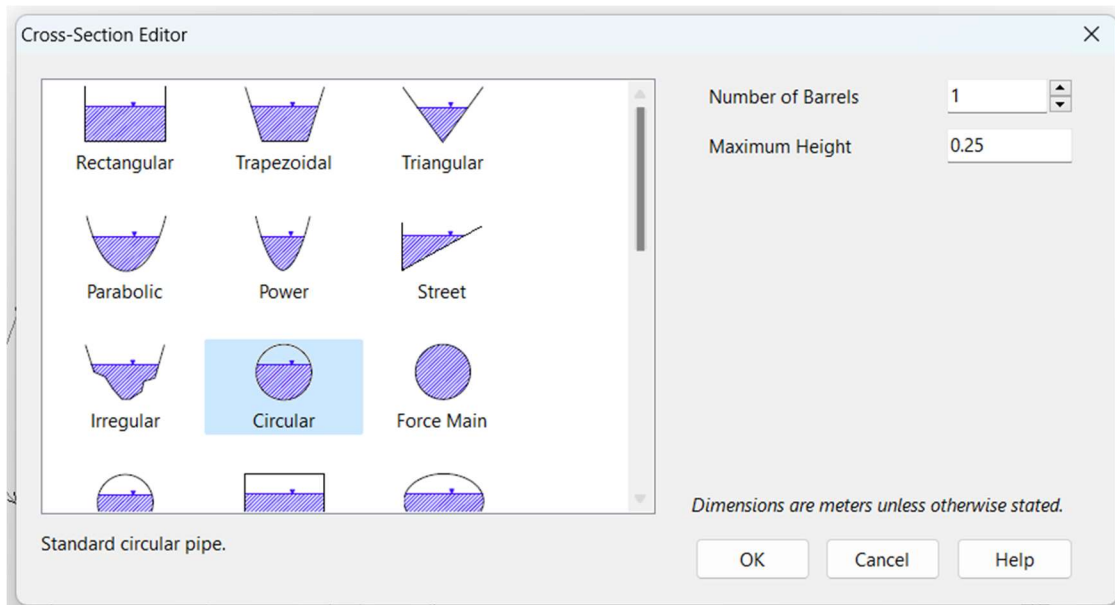 Cross-Section Editor
Rectangular Trapezoidal Triangular
Parabolic Power Street
Irregular Circular Force Main
Standard circular pipe.
Number of Barrels 1
Maximum Height 0.25
Dimensions are meters unless otherwise stated.
OK Cancel Help